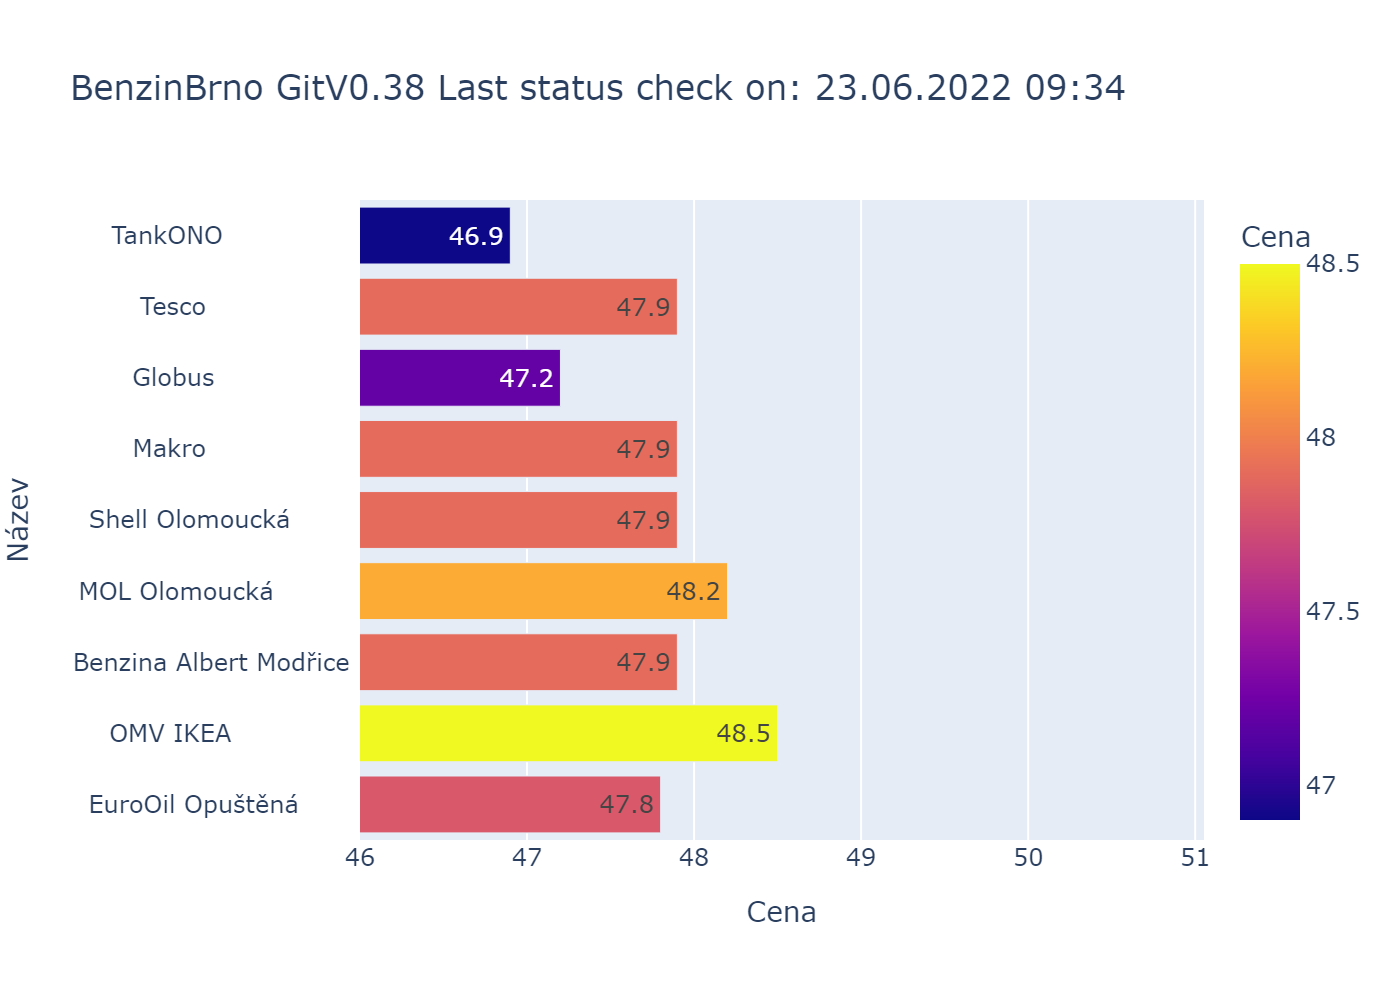 BenzinBrno GitV0.38 Last status check on: 23.06.2022 09:34
TankONO 46.9
Tesco 47.9
Globus 47.2
Makro 47.9
Shell Olomoucká 47.9
MOL Olomoucká 48.2
Benzina Albert Modřice 47.9
OMV IKEA 48.5
EuroOil Opuštěná 47.8
Název
46 47 48 49 50 51
Cena
Cena
48.5
48
47.5
47